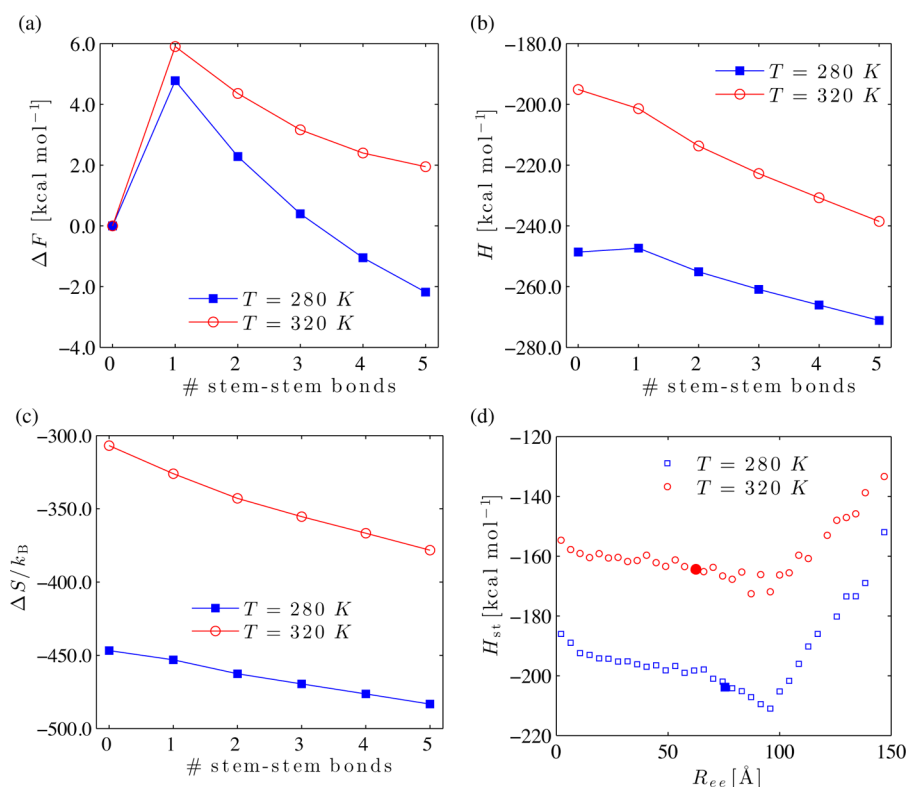 (a)
6.0
4.0
2.0
0.0
−2.0
−4.0
ΔF [kcal mol⁻¹]
T = 280 K
T = 320 K
0 1 2 3 4 5
# stem-stem bonds
(b)
−180.0
−200.0
−220.0
−240.0
−260.0
−280.0
H [kcal mol⁻¹]
T = 280 K
T = 320 K
0 1 2 3 4 5
# stem-stem bonds
(c)
−300.0
−350.0
−400.0
−450.0
−500.0
ΔS/k_B
T = 280 K
T = 320 K
0 1 2 3 4 5
# stem-stem bonds
(d)
−120
−140
−160
−180
−200
−220
H_st [kcal mol⁻¹]
T = 280 K
T = 320 K
0 50 100 150
R_ee [Å]